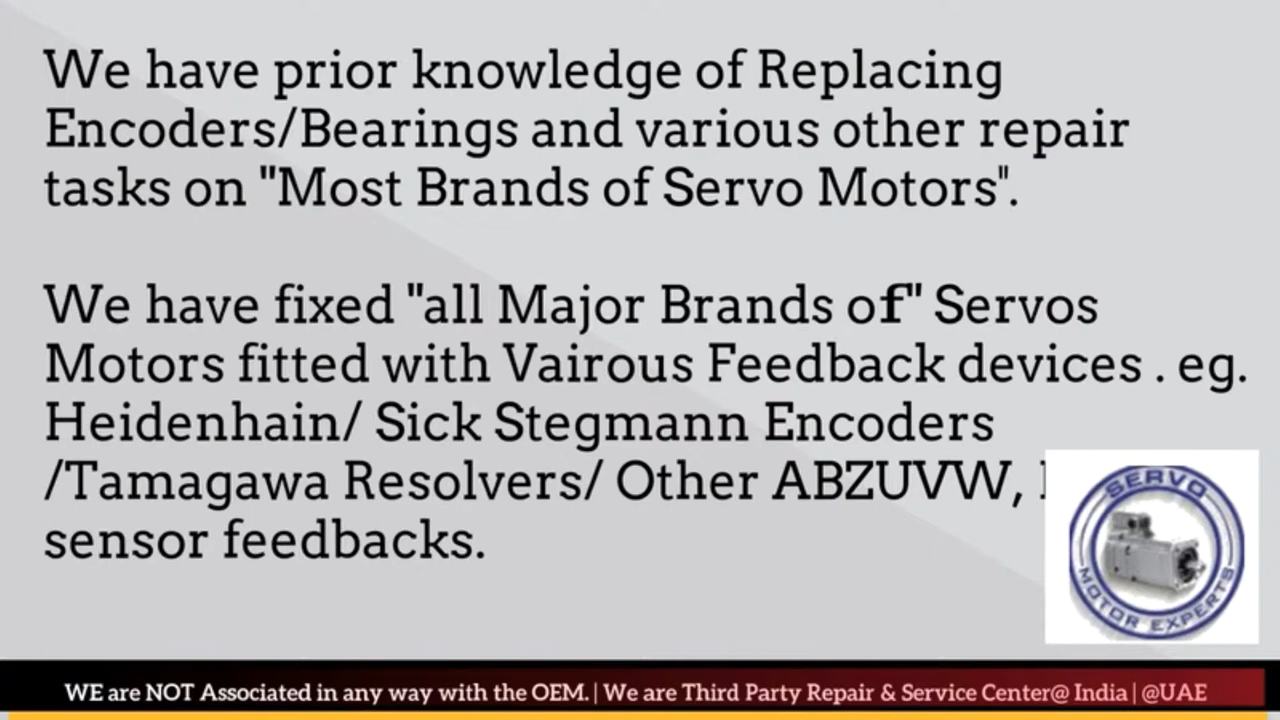 We have prior knowledge of Replacing
Encoders/Bearings and various other repair
tasks on "Most Brands of Servo Motors".
We have fixed "all Major Brands of" Servos
Motors fitted with Vairous Feedback devices . eg.
Heidenhain/ Sick Stegmann Encoders
/Tamagawa Resolvers/ Other ABZUVW,
sensor feedbacks.
SERVO
MOTOR EXPERTS
WE are NOT Associated in any way with the OEM. | We are Third Party Repair & Service Center@ India | @UAE